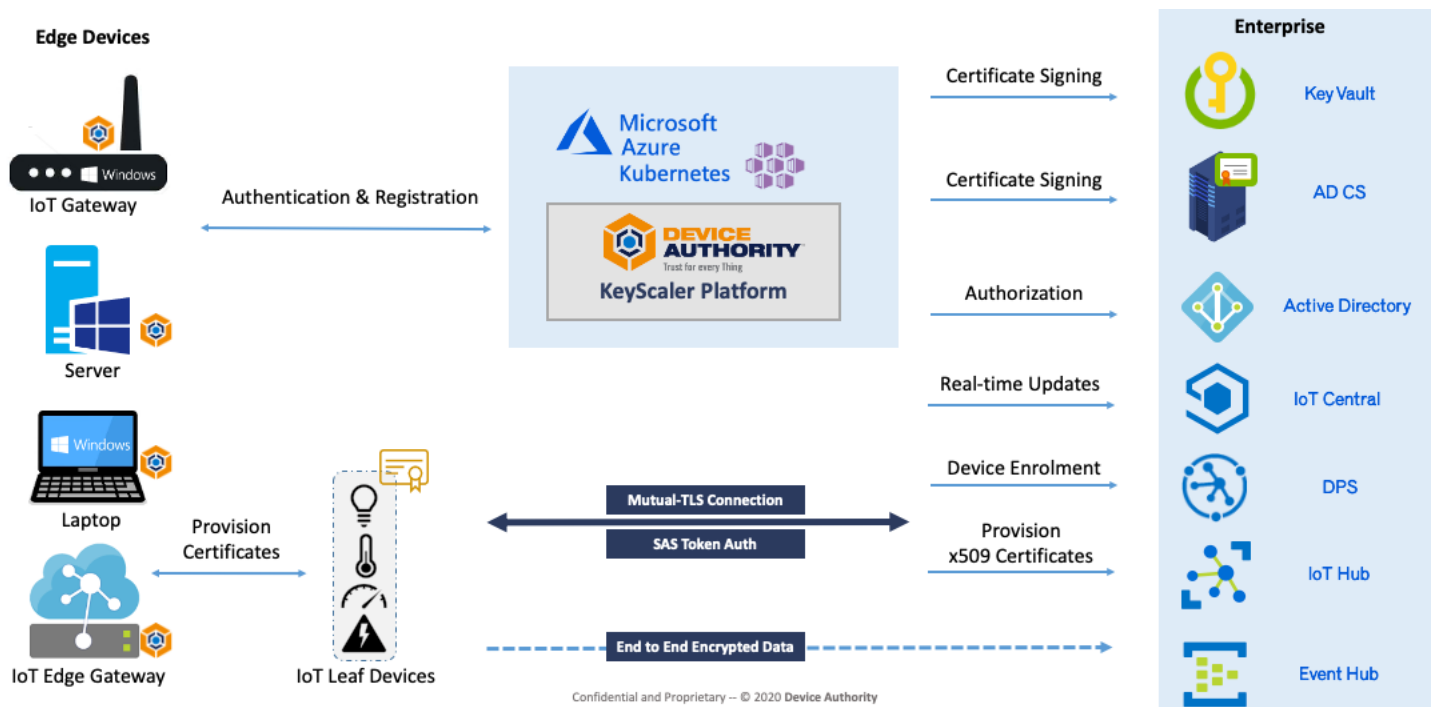 Edge Devices
Windows
IoT Gateway
Server
Windows
Laptop
IoT Edge Gateway
Authentication & Registration
Provision
Certificates
IoT Leaf Devices
Microsoft
Azure
Kubernetes
DEVICE
AUTHORITY
Trust for every Thing
KeyScaler Platform
Mutual-TLS Connection
SAS Token Auth
End to End Encrypted Data
Certificate Signing
Certificate Signing
Authorization
Real-time Updates
Device Enrolment
Provision
x509 Certificates
Enterprise
Key Vault
AD CS
Active Directory
IoT Central
DPS
IoT Hub
Event Hub
Confidential and Proprietary -- © 2020 Device Authority